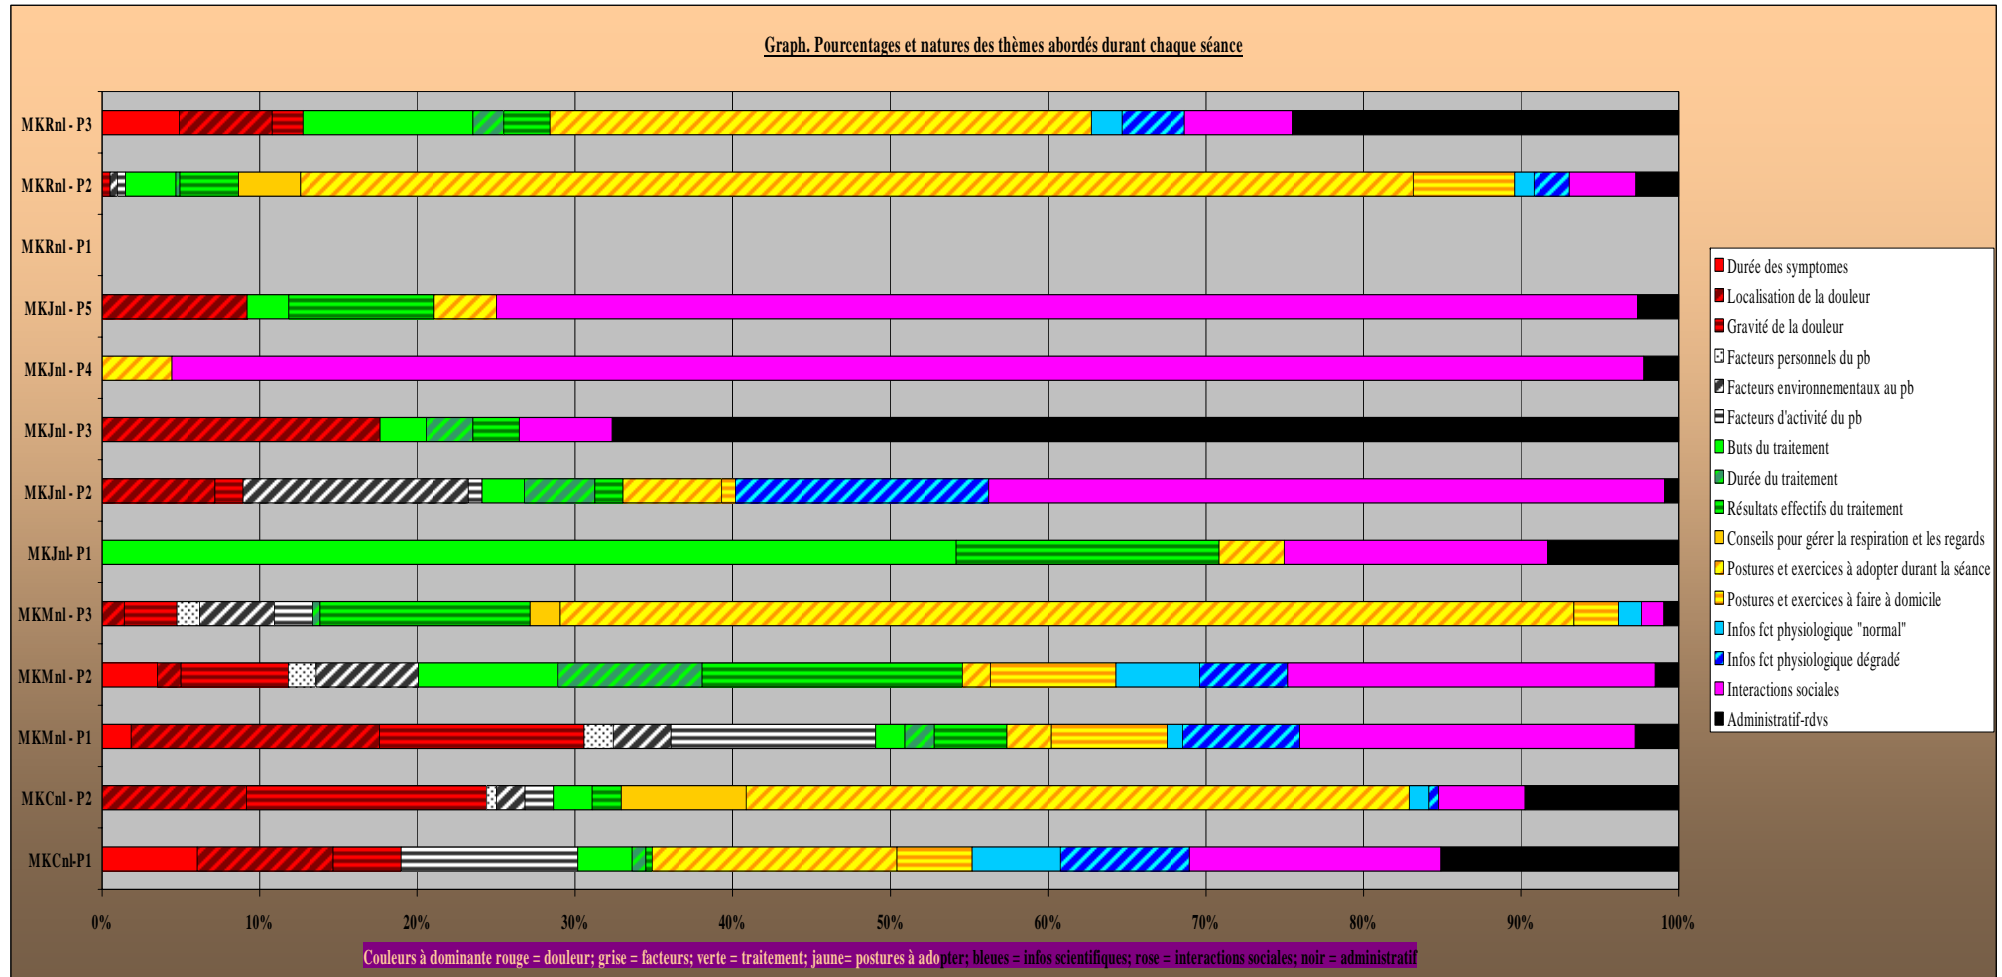 Graph. Pourcentages et natures des thèmes abordés durant chaque séance
MKRnl - P3
MKRnl - P2
MKRnl - P1
MKJnl - P5
MKJnl - P4
MKJnl - P3
MKJnl - P2
MKJnl- P1
MKMnl - P3
MKMnl - P2
MKMnl - P1
MKCnl - P2
MKCnl-P1
0% 10% 20% 30% 40% 50% 60% 70% 80% 90% 100%
Couleurs à dominante rouge = douleur; grise = facteurs; verte = traitement; jaune= postures à adopter; bleues = infos scientifiques; rose = interactions sociales; noir = administratif
Durée des symptomes
Localisation de la douleur
Gravité de la douleur
Facteurs personnels du pb
Facteurs environnementaux au pb
Facteurs d'activité du pb
Buts du traitement
Durée du traitement
Résultats effectifs du traitement
Conseils pour gérer la respiration et les regards
Postures et exercices à adopter durant la séance
Postures et exercices à faire à domicile
Infos fct physiologique "normal"
Infos fct physiologique dégradé
Interactions sociales
Administratif-rdvs